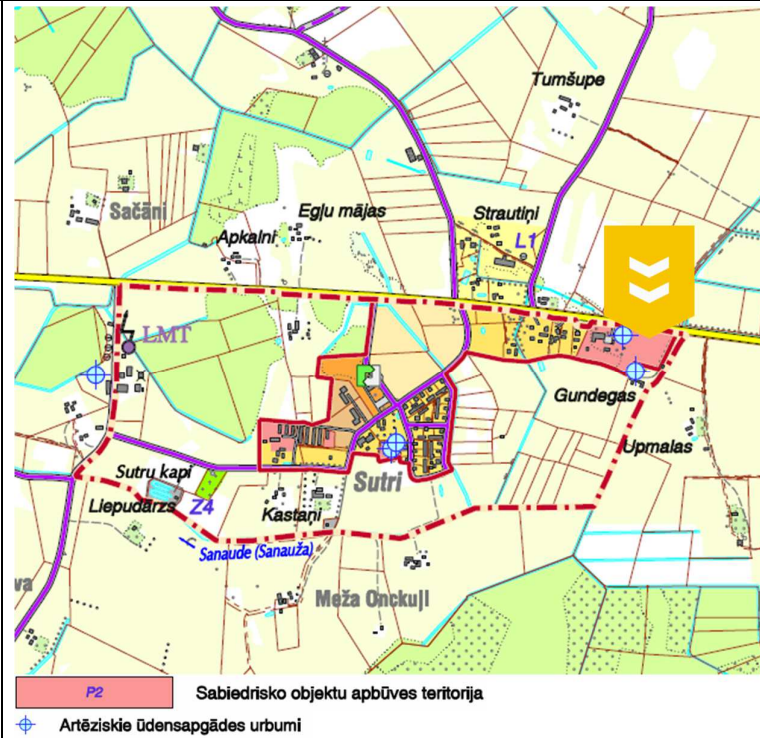 Tumšupe
Sačāni
Egļu mājas
Strautiņi
Apkalni
L1
LMT
Gundegas
Upmalas
Sutru kapi
Sutri
Liepudārzs
Z4
Kastaņi
Sanaude (Sanauža)
va
Meža Onckuļi
P2 Sabiedrisko objektu apbūves teritorija
Artēziskie ūdensapgādes urbumi